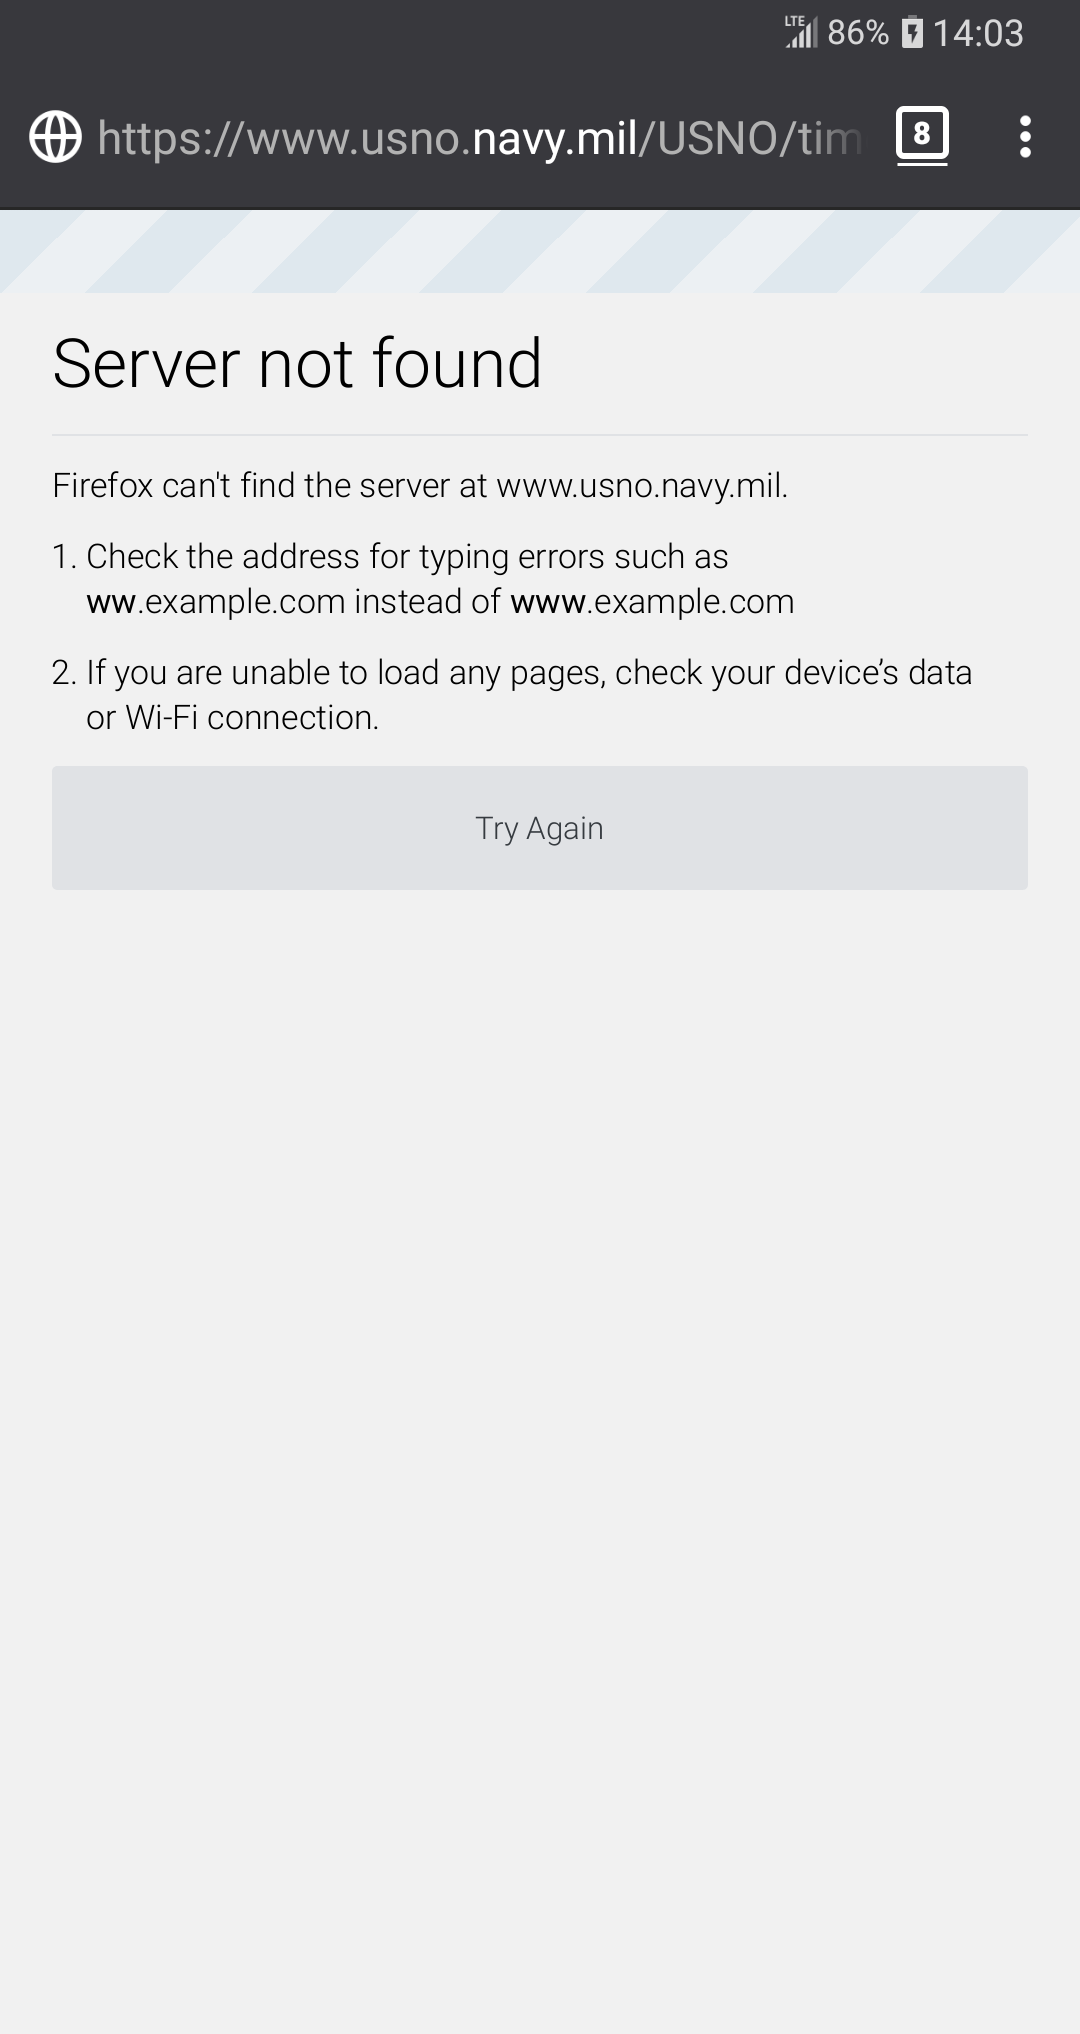 LTE 86% 14:03
https://www.usno.navy.mil/USNO/tim 8
Server not found
Firefox can't find the server at www.usno.navy.mil.
1. Check the address for typing errors such as
ww.example.com instead of www.example.com
2. If you are unable to load any pages, check your device’s data
or Wi-Fi connection.
Try Again